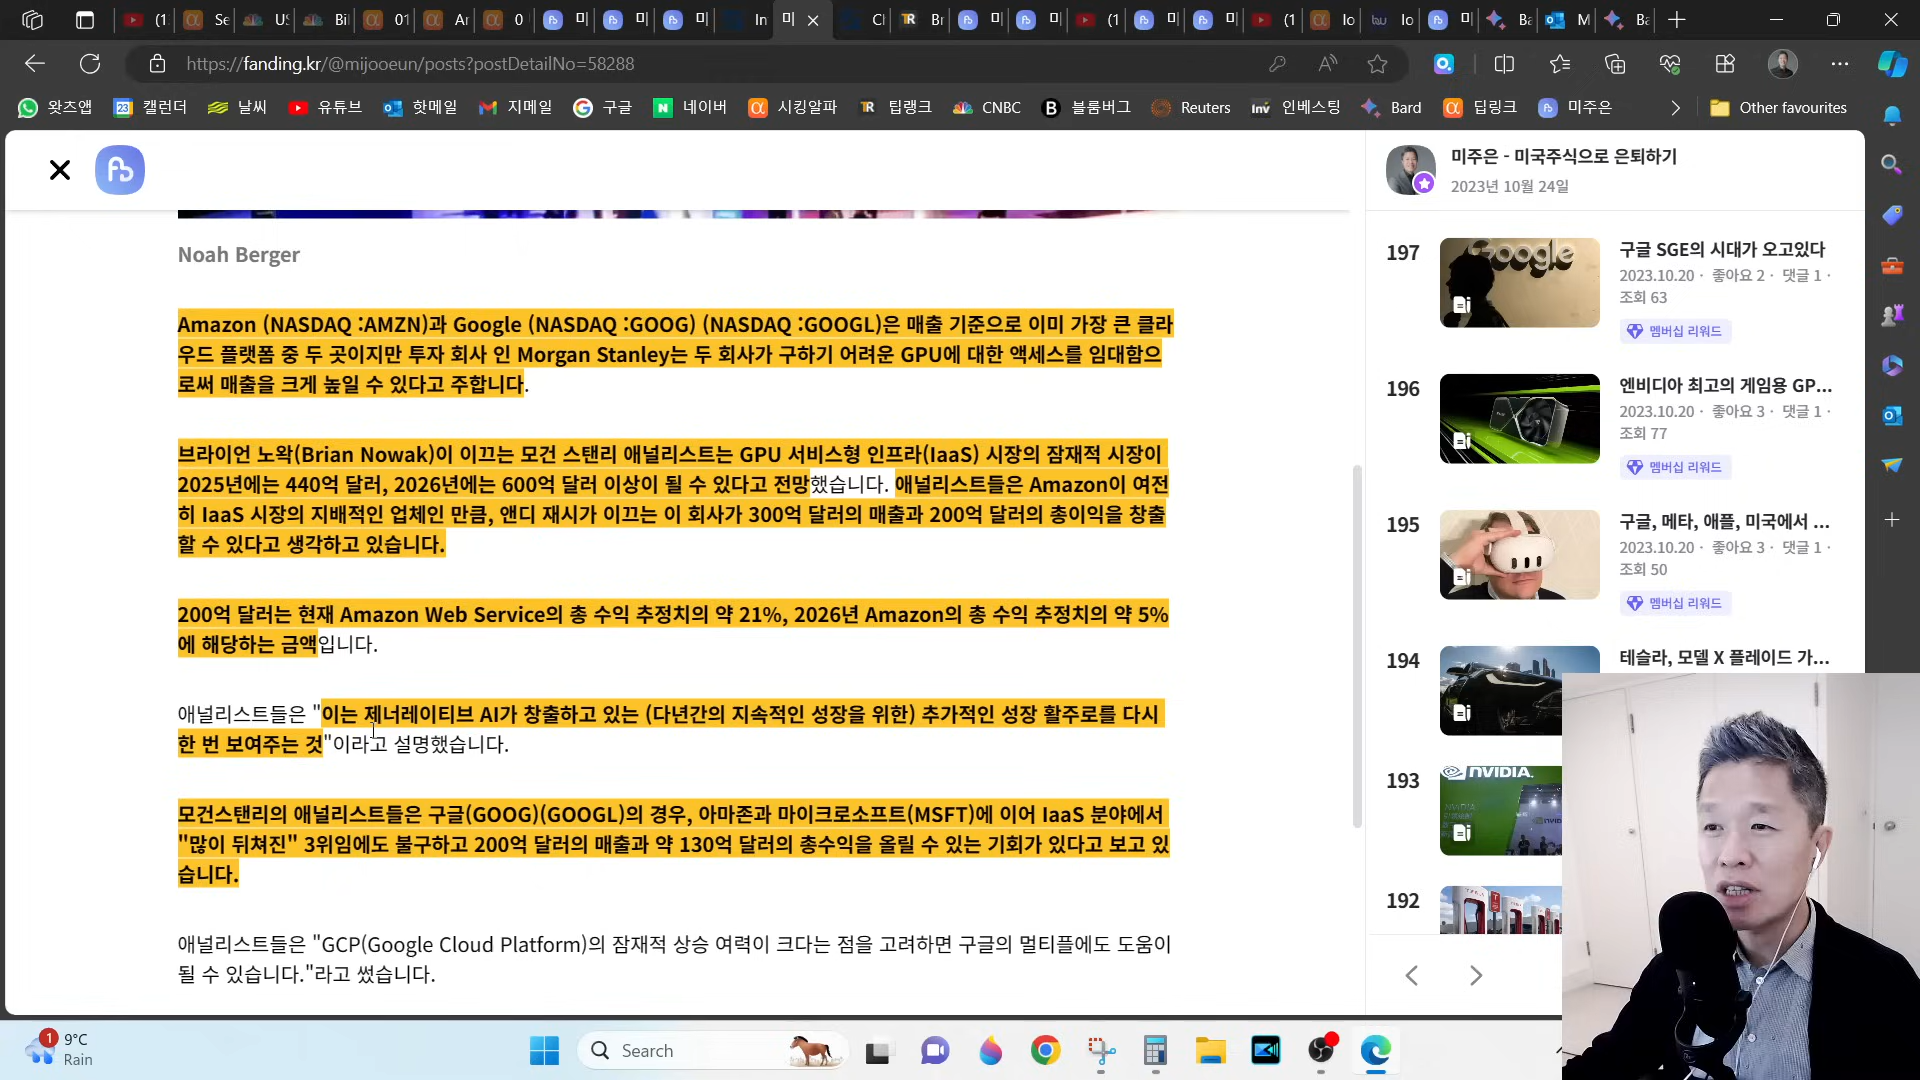 https://fanding.kr/@mijooeun/posts?postDetailNo=58288
왓츠앱 캘린더 날씨 유튜브 핫메일 지메일 구글 네이버 시킹알파 팁랭크 CNBC 블룸버그 Reuters 인베스팅 Bard 딥링크 미주은 Other favourites
미주은 - 미국주식으로 은퇴하기
2023년 10월 24일
Noah Berger
Amazon (NASDAQ :AMZN)과 Google (NASDAQ :GOOG) (NASDAQ :GOOGL)은 매출 기준으로 이미 가장 큰 클라
우드 플랫폼 중 두 곳이지만 투자 회사 인 Morgan Stanley는 두 회사가 구하기 어려운 GPU에 대한 액세스를 임대함으
로써 매출을 크게 높일 수 있다고 주합니다.
브라이언 노왁(Brian Nowak)이 이끄는 모건 스탠리 애널리스트는 GPU 서비스형 인프라(IaaS) 시장의 잠재적 시장이
2025년에는 440억 달러, 2026년에는 600억 달러 이상이 될 수 있다고 전망했습니다. 애널리스트들은 Amazon이 여전
히 IaaS 시장의 지배적인 업체인 만큼, 앤디 재시가 이끄는 이 회사가 300억 달러의 매출과 200억 달러의 총이익을 창출
할 수 있다고 생각하고 있습니다.
200억 달러는 현재 Amazon Web Service의 총 수익 추정치의 약 21%, 2026년 Amazon의 총 수익 추정치의 약 5%
에 해당하는 금액입니다.
애널리스트들은 "이는 제너레이티브 AI가 창출하고 있는 (다년간의 지속적인 성장을 위한) 추가적인 성장 활주로를 다시
한 번 보여주는 것"이라고 설명했습니다.
모건스탠리의 애널리스트들은 구글(GOOG)(GOOGL)의 경우, 아마존과 마이크로소프트(MSFT)에 이어 IaaS 분야에서
"많이 뒤쳐진" 3위임에도 불구하고 200억 달러의 매출과 약 130억 달러의 총수익을 올릴 수 있는 기회가 있다고 보고 있
습니다.
애널리스트들은 "GCP(Google Cloud Platform)의 잠재적 상승 여력이 크다는 점을 고려하면 구글의 멀티플에도 도움이
될 수 있습니다."라고 썼습니다.
197
Google
구글 SGE의 시대가 오고있다
2023.10.20 · 좋아요 2 · 댓글 1 ·
조회 63
멤버십 리워드
196
엔비디아 최고의 게임용 GP...
2023.10.20 · 좋아요 3 · 댓글 1 ·
조회 77
멤버십 리워드
195
구글, 메타, 애플, 미국에서 ...
2023.10.20 · 좋아요 3 · 댓글 1 ·
조회 50
멤버십 리워드
194
테슬라, 모델 X 플레이드 가...
193
NVIDIA.
192
1
9°C
Rain
Search